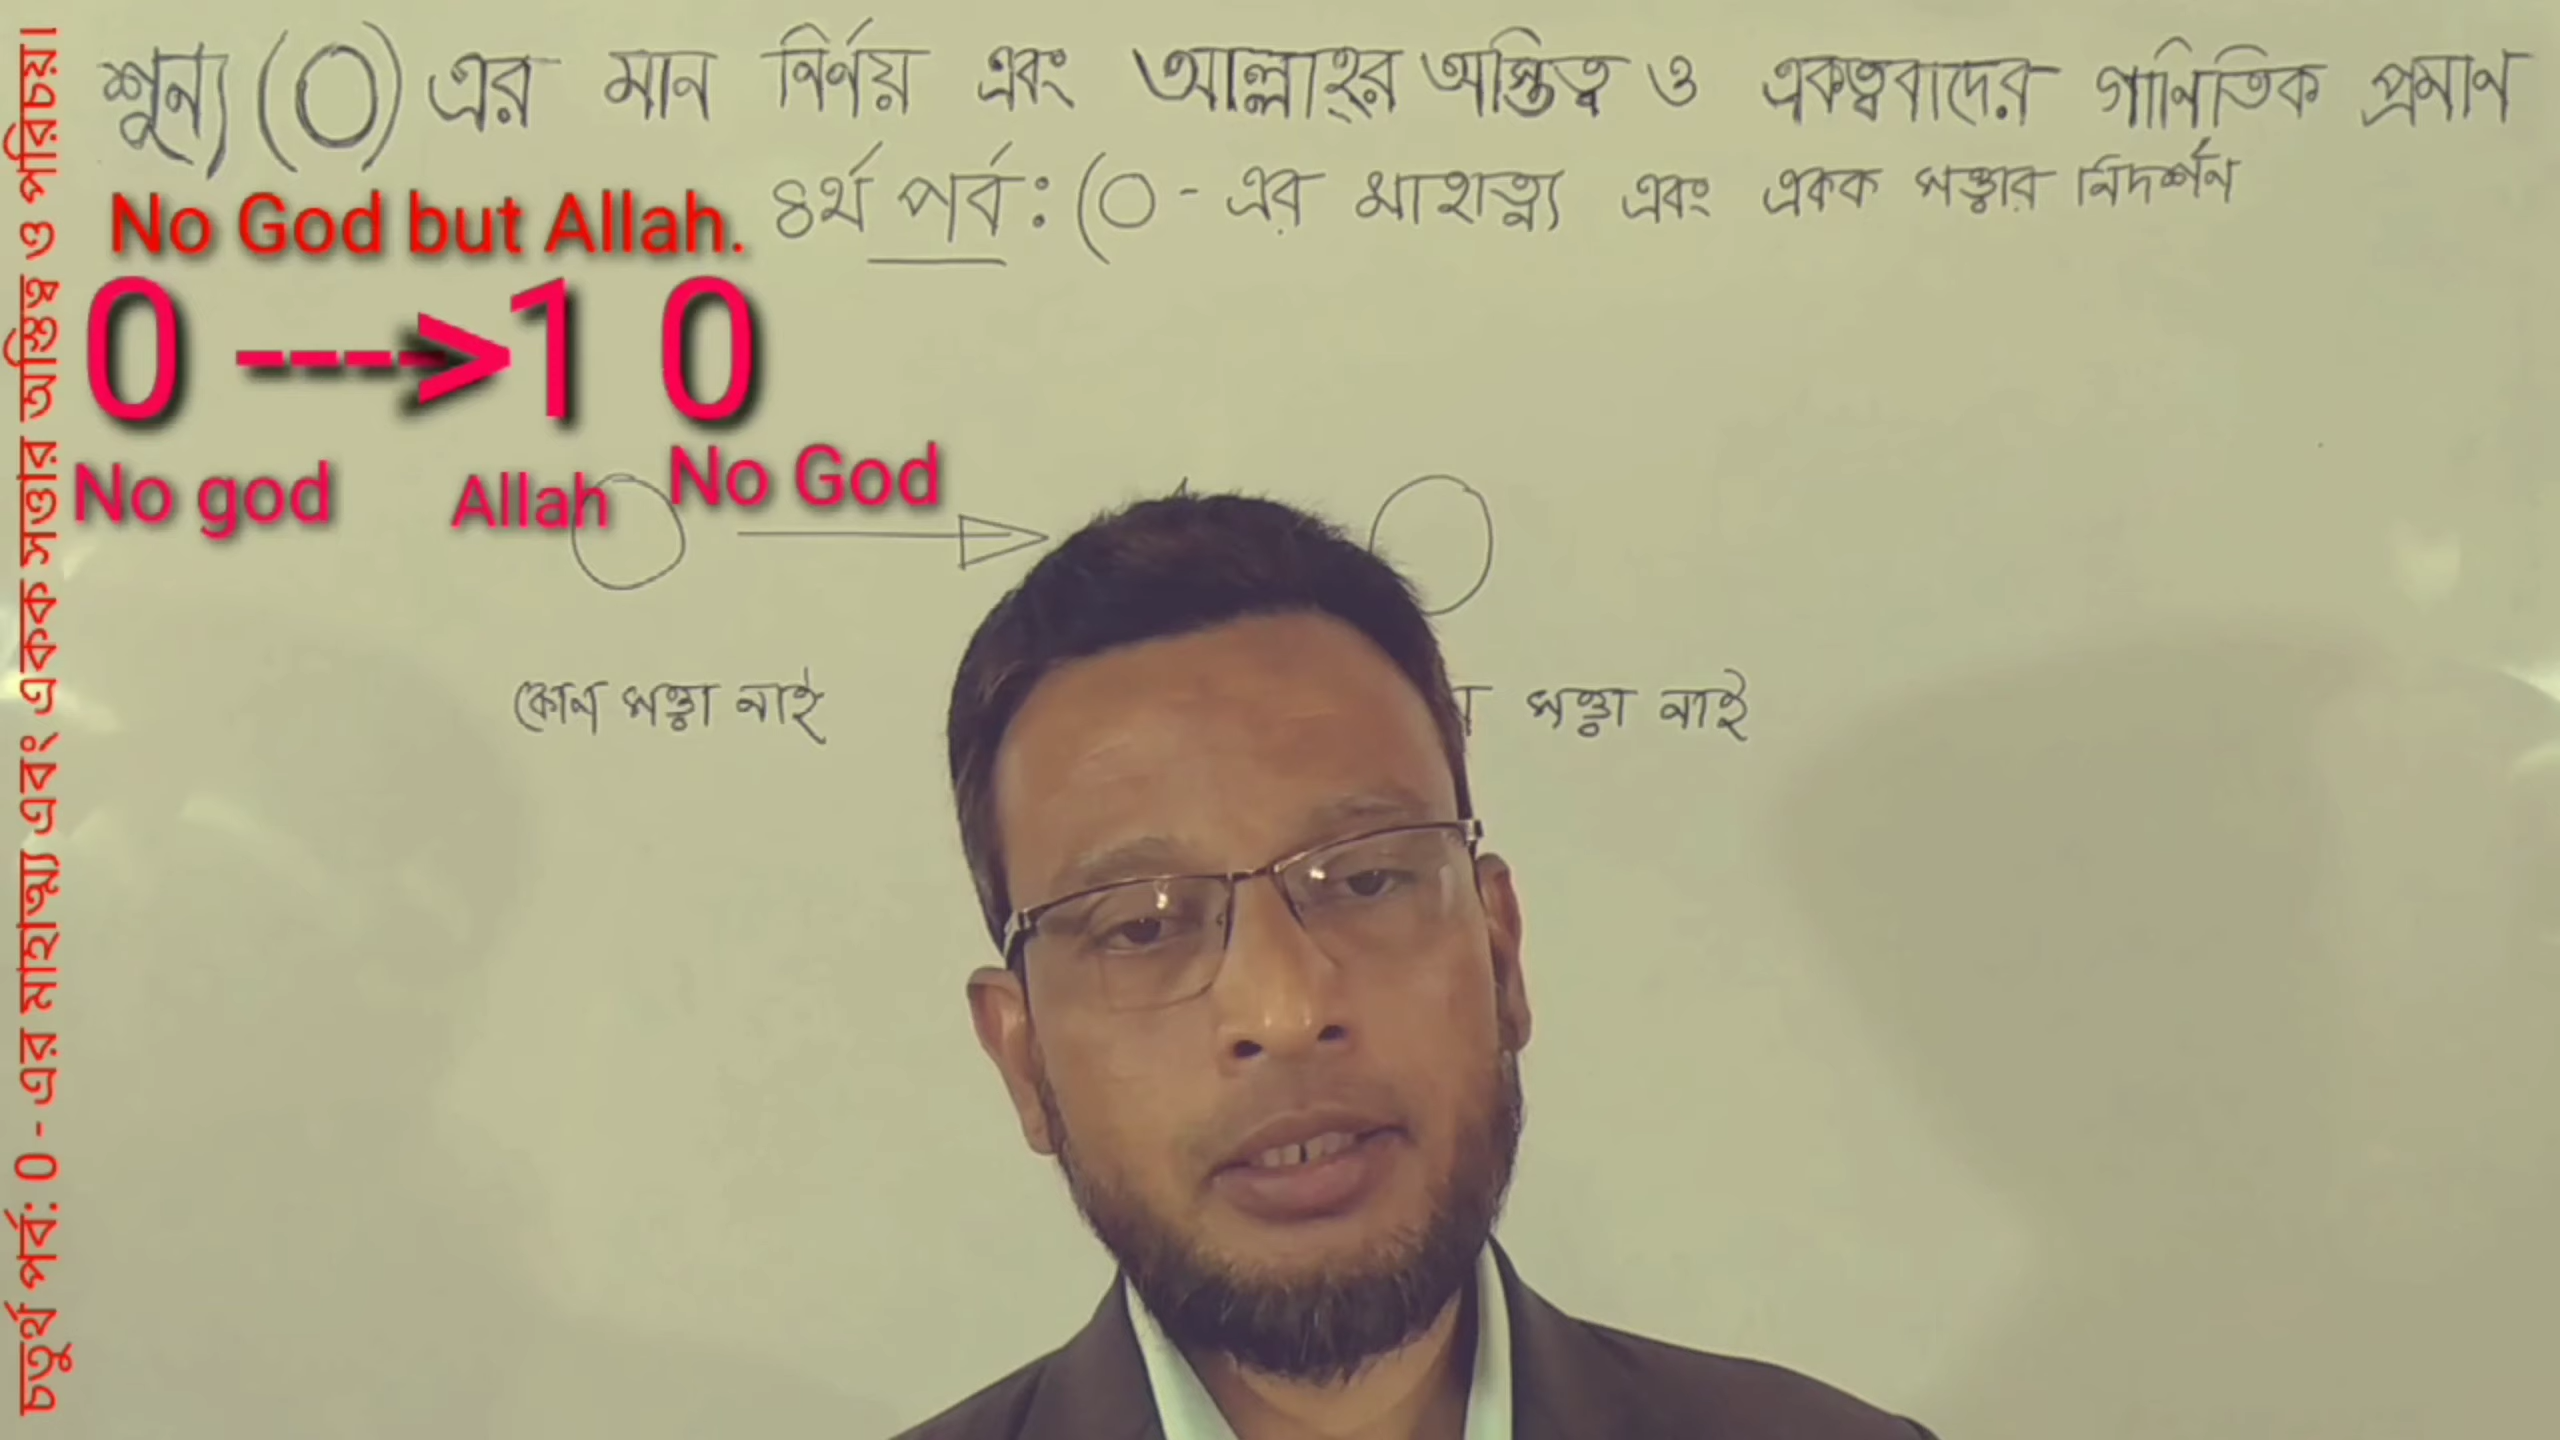 শূন্য (0) এর মান নির্ণয় এবং আল্লাহর অস্তিত্ব ও একত্ববাদের গানিতিক প্রমান
৪র্থ পর্ব: (0 - এর মাহাত্ম্য এবং একক সত্ত্বার নিদর্শন
No God but Allah.
0 ---->1 0
No god Allah No God
কোন সত্ত্বা নাই
সত্ত্বা নাই
চতুর্থ পর্ব: 0 - এর মাহাত্ম্য এবং একক সত্তার অস্তিত্ব ও পরিচয়।